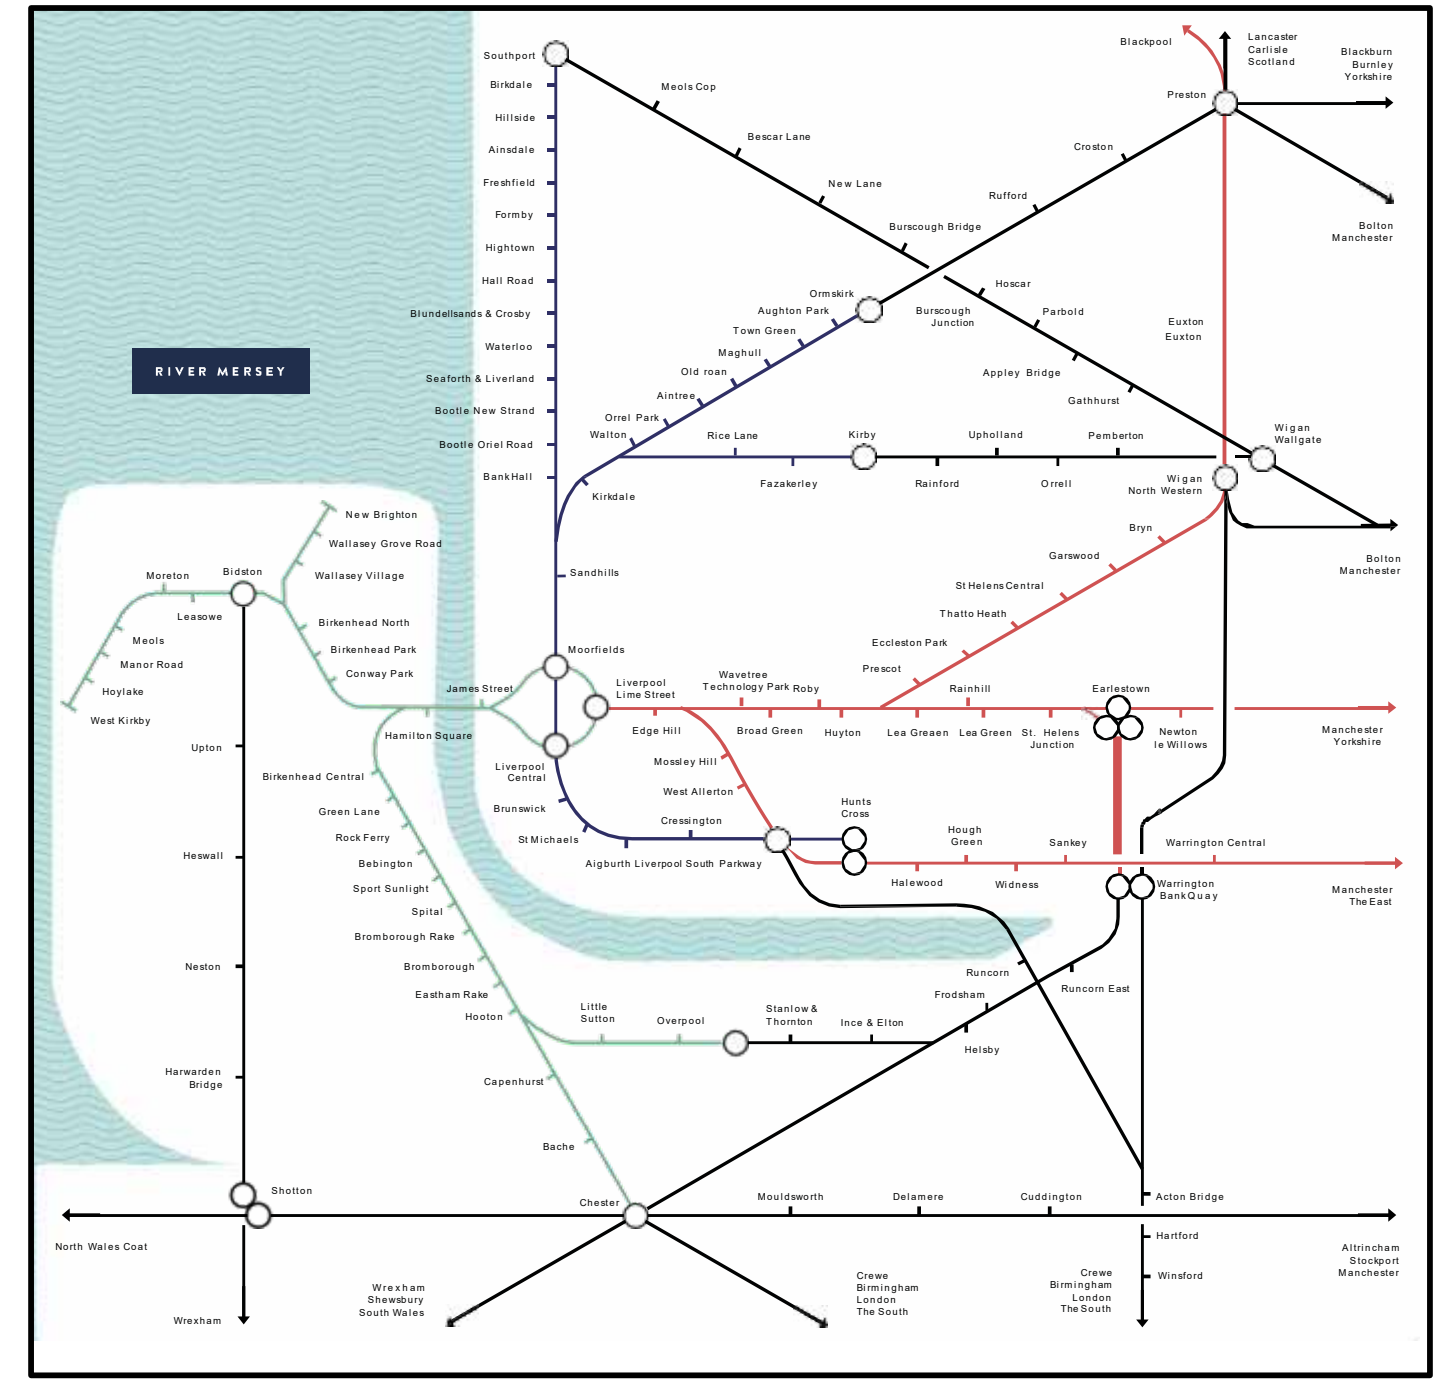 Southport
Birkdale
Hillside
Ainsdale
Freshfield
Formby
Hightown
Hall Road
Blundellsands & Crosby
Waterloo
Seaforth & Liverland
Bootle New Strand
Bootle Oriel Road
Bank Hall
Meols Cop
Bescar Lane
New Lane
Burscough Bridge
Hoscar
Parbold
Appley Bridge
Gathhurst
Blackpool
Lancaster
Carlisle
Scotland
Blackburn
Burnley
Yorkshire
Preston
Croston
Rufford
Bolton
Manchester
Burscough
Junction
Euxton
Euxton
Ormskirk
Aughton Park
Town Green
Maghull
Old roan
Aintree
Orrel Park
Walton
Kirkdale
RIVER MERSEY
Rice Lane
Fazakerley
Kirby
Rainford
Upholland
Orrell
Pemberton
Wigan
Wallgate
Wigan
North Western
Bolton
Manchester
Bryn
Garswood
St Helens Central
Thatto Heath
Eccleston Park
Prescot
Sandhills
Moorfields
New Brighton
Wallasey Grove Road
Wallasey Village
Bidston
Moreton
Leasowe
Meols
Manor Road
Hoylake
West Kirkby
Birkenhead North
Birkenhead Park
Conway Park
James Street
Hamilton Square
Liverpool
Lime Street
Edge Hill
Wavetree
Technology Park
Roby
Broad Green
Huyton
Rainhill
Lea Greaen
Lea Green
St. Helens
Junction
Earlestown
Newton
le Willows
Manchester
Yorkshire
Liverpool
Central
Mossley Hill
West Allerton
Brunswick
St Michaels
Cressington
Aigburth Liverpool South Parkway
Hunts
Cross
Halewood
Hough
Green
Widness
Sankey
Warrington Central
Warrington
Bank Quay
Manchester
The East
Upton
Heswall
Neston
Harwarden
Bridge
Shotton
Birkenhead Central
Green Lane
Rock Ferry
Bebington
Sport Sunlight
Spital
Bromborough Rake
Bromborough
Eastham Rake
Hooton
Little
Sutton
Overpool
Stanlow &
Thornton
Ince & Elton
Runcorn
Runcorn East
Frodsham
Helsby
Capenhurst
Bache
Chester
Mouldsworth
Delamere
Cuddington
Acton Bridge
Hartford
Winsford
North Wales Coat
Wrexham
Wrexham
Shewsbury
South Wales
Crewe
Birmingham
London
The South
Crewe
Birmingham
London
The South
Altrincham
Stockport
Manchester